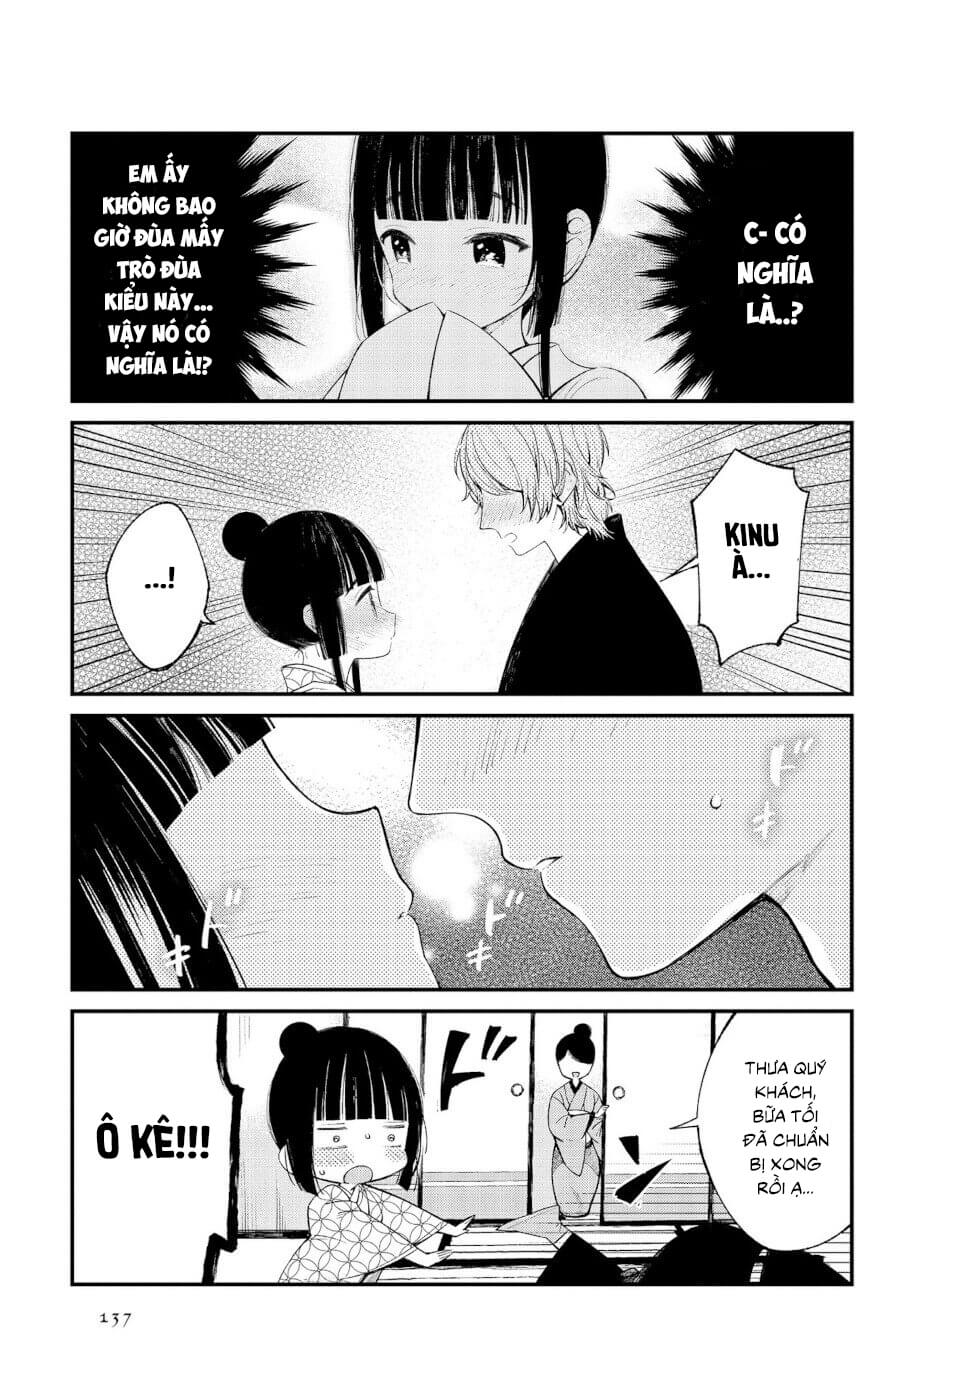 C- CÓ
NGHĨA
LÀ..?
EM ẤY
KHÔNG BAO
GIỜ ĐÙA MẤY
TRÒ ĐÙA
KIỂU NÀY...
VẬY NÓ CÓ
NGHĨA LÀ!?
KINU
À...
...!
ドキ
ドキ
ドキ
ドン
THƯA QUÝ
KHÁCH,
BỮA TỐI
ĐÃ CHUẨN
BỊ XONG
RỒI Ạ...
Ô KÊ!!!
137